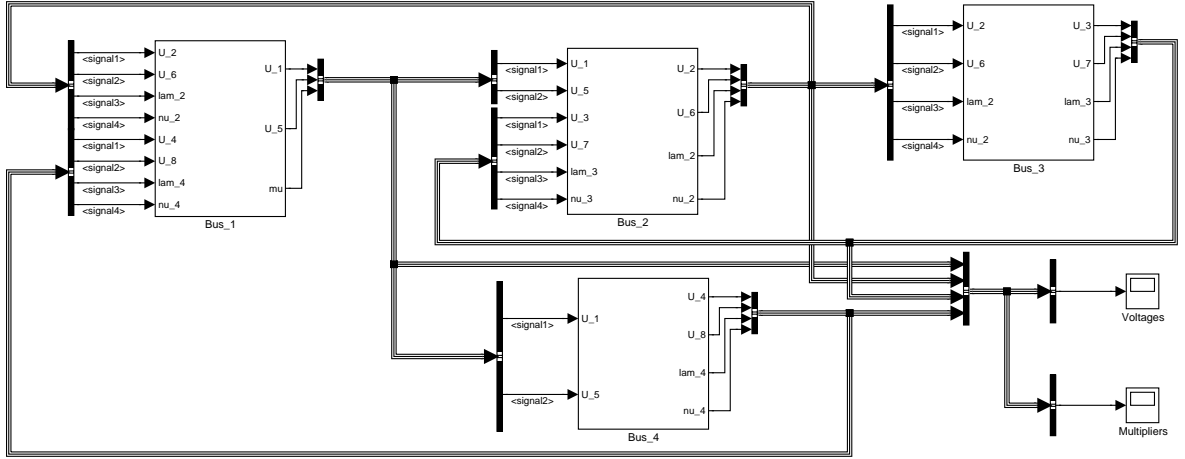 U_2
<signal1>
U_6
<signal2>
lam_2
<signal3>
nu_2
<signal4>
U_4
<signal1>
U_8
<signal2>
lam_4
<signal3>
nu_4
<signal4>
U_1
U_5
mu
Bus_1
<signal1>
U_1
<signal2>
U_5
<signal1>
U_3
<signal2>
U_7
<signal3>
lam_3
<signal4>
nu_3
U_2
U_6
lam_2
nu_2
Bus_2
<signal1>
U_2
<signal2>
U_6
<signal3>
lam_2
<signal4>
nu_2
U_3
U_7
lam_3
nu_3
Bus_3
<signal1>
U_1
<signal2>
U_5
U_4
U_8
lam_4
nu_4
Bus_4
Voltages
Multipliers